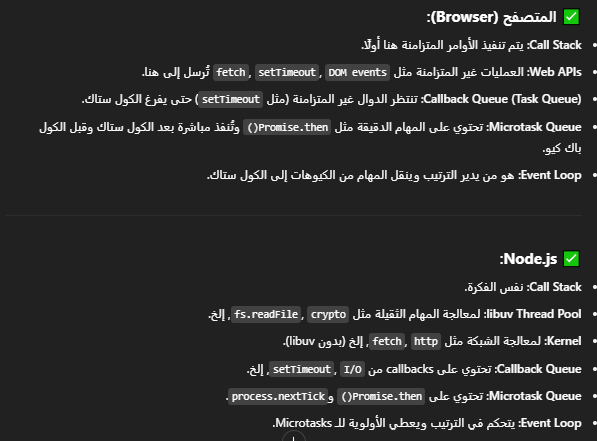 ✅ المتصفح (Browser):
• Call Stack: يتم تنفيذ الأوامر المتزامنة هنا أولًا.
• Web APIs: العمليات غير المتزامنة مثل fetch, setTimeout, DOM events تُرسل إلى هنا.
• Callback Queue (Task Queue): تنتظر الدوال غير المتزامنة (مثل setTimeout) حتى يفرغ الكول ستاك.
• Microtask Queue: تحتوي على المهام الدقيقة مثل Promise.then() وتُنفذ مباشرة بعد الكول ستاك وقبل الكول
باك كيو.
• Event Loop: هو من يدير الترتيب وينقل المهام من الكيوهات إلى الكول ستاك.
✅ Node.js:
• Call Stack: نفس الفكرة.
• libuv Thread Pool: لمعالجة المهام الثقيلة مثل fs.readFile, crypto, إلخ.
• Kernel: لمعالجة الشبكة مثل fetch, http, إلخ (بدون libuv).
• Callback Queue: تحتوي على callbacks من setTimeout, I/O, إلخ.
• Microtask Queue: تحتوي على Promise.then() و process.nextTick.
• Event Loop: يتحكم في الترتيب ويعطي الأولوية للـ Microtasks.